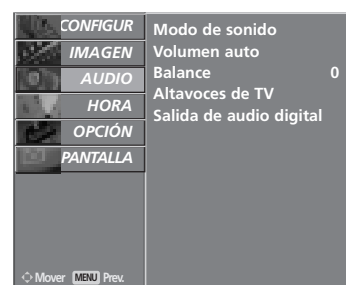 CONFIGUR
IMAGEN
AUDIO
HORA
OPCIÓN
PANTALLA
Mover MENU Prev.
Modo de sonido
Volumen auto
Balance 0
Altavoces de TV
Salida de audio digital